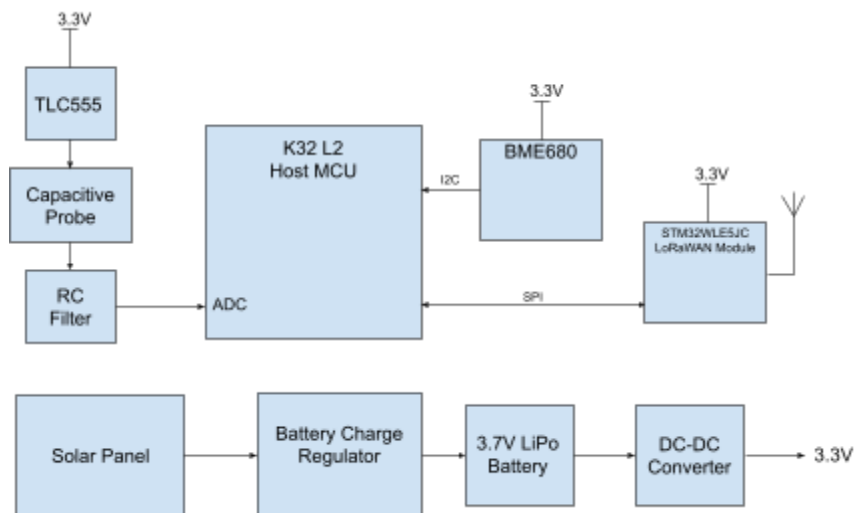 3.3V
TLC555
Capacitive
Probe
RC
Filter
K32 L2
Host MCU
ADC
I2C
3.3V
BME680
SPI
3.3V
STM32WLE5JC
LoRaWAN Module
Solar Panel
Battery Charge
Regulator
3.7V LiPo
Battery
DC-DC
Converter
3.3V